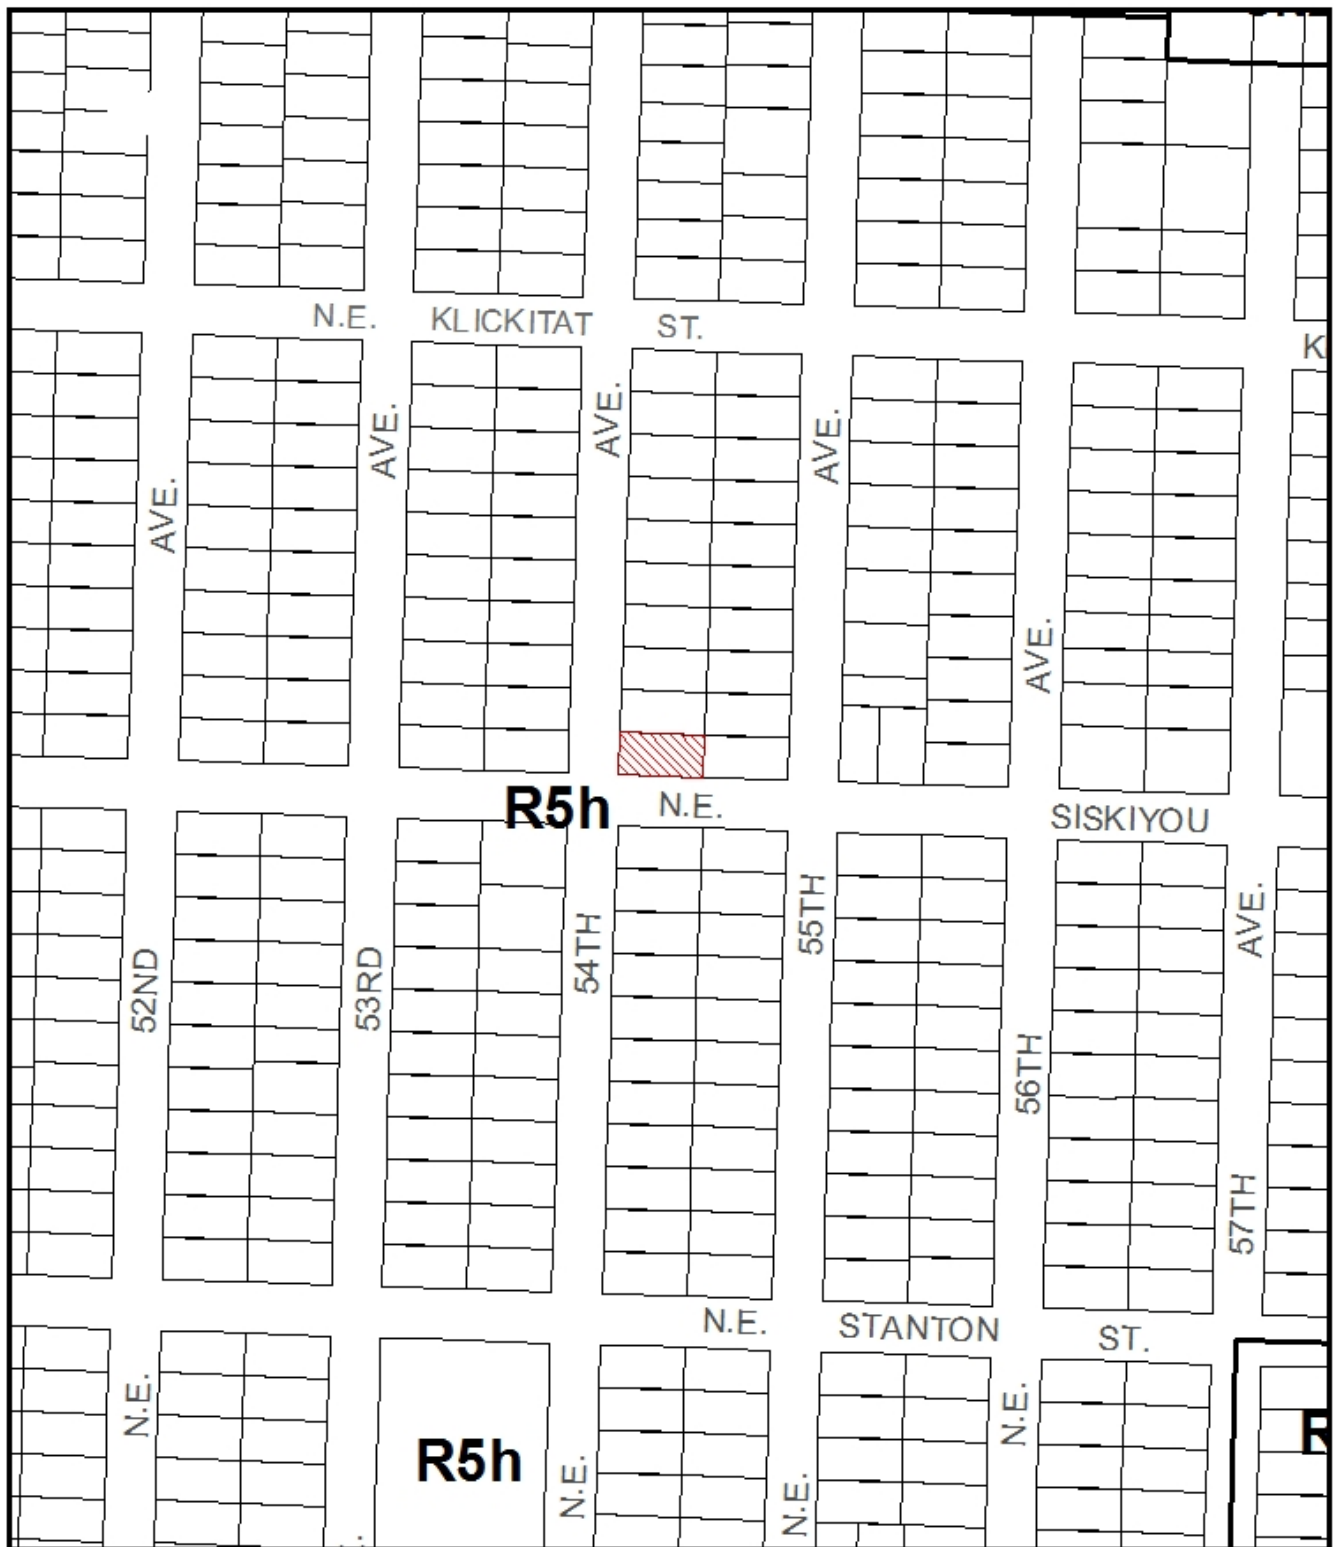 N.E. KLICKITAT ST.
K
AVE.
AVE.
AVE.
AVE.
AVE.
R5h
N.E. SISKIYOU
52ND
53RD
54TH
55TH
56TH
AVE.
57TH
N.E. STANTON ST.
N.E.
R5h
N.E.
N.E.
N.E.
R